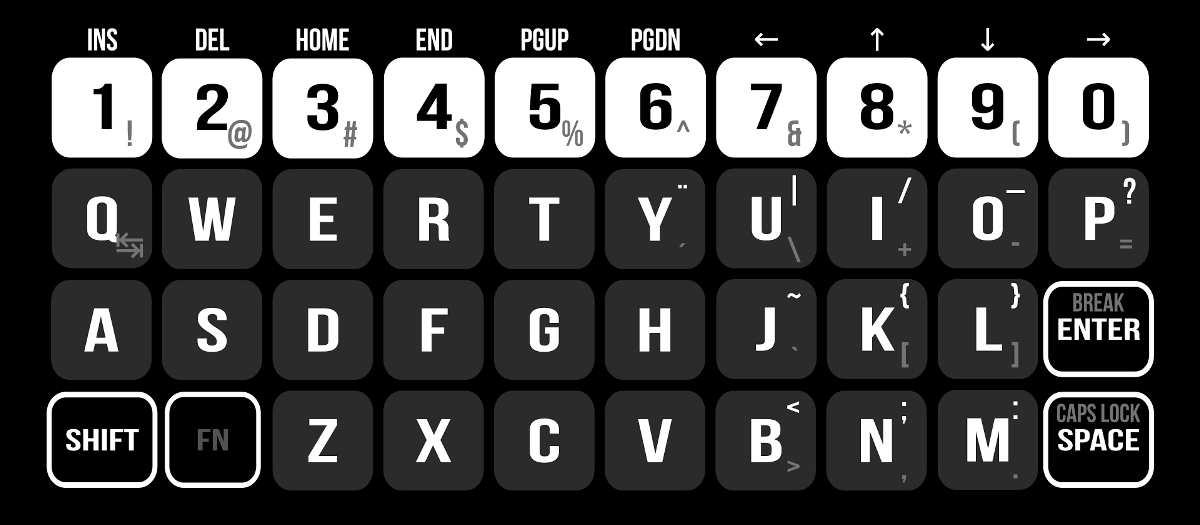 INS DEL HOME END PGUP PGDN ← ↑ ↓ →
1 ! 2 @ 3 # 4 $ 5 % 6 ^ 7 & 8 * 9 ( 0 )
Q ↹ W E R T Y ¨ ´ U | \ I / + O _ - P ? =
A S D F G H J ~ ` K { [ L } ] BREAK ENTER
SHIFT FN Z X C V B < > N ; , M : . CAPS LOCK SPACE